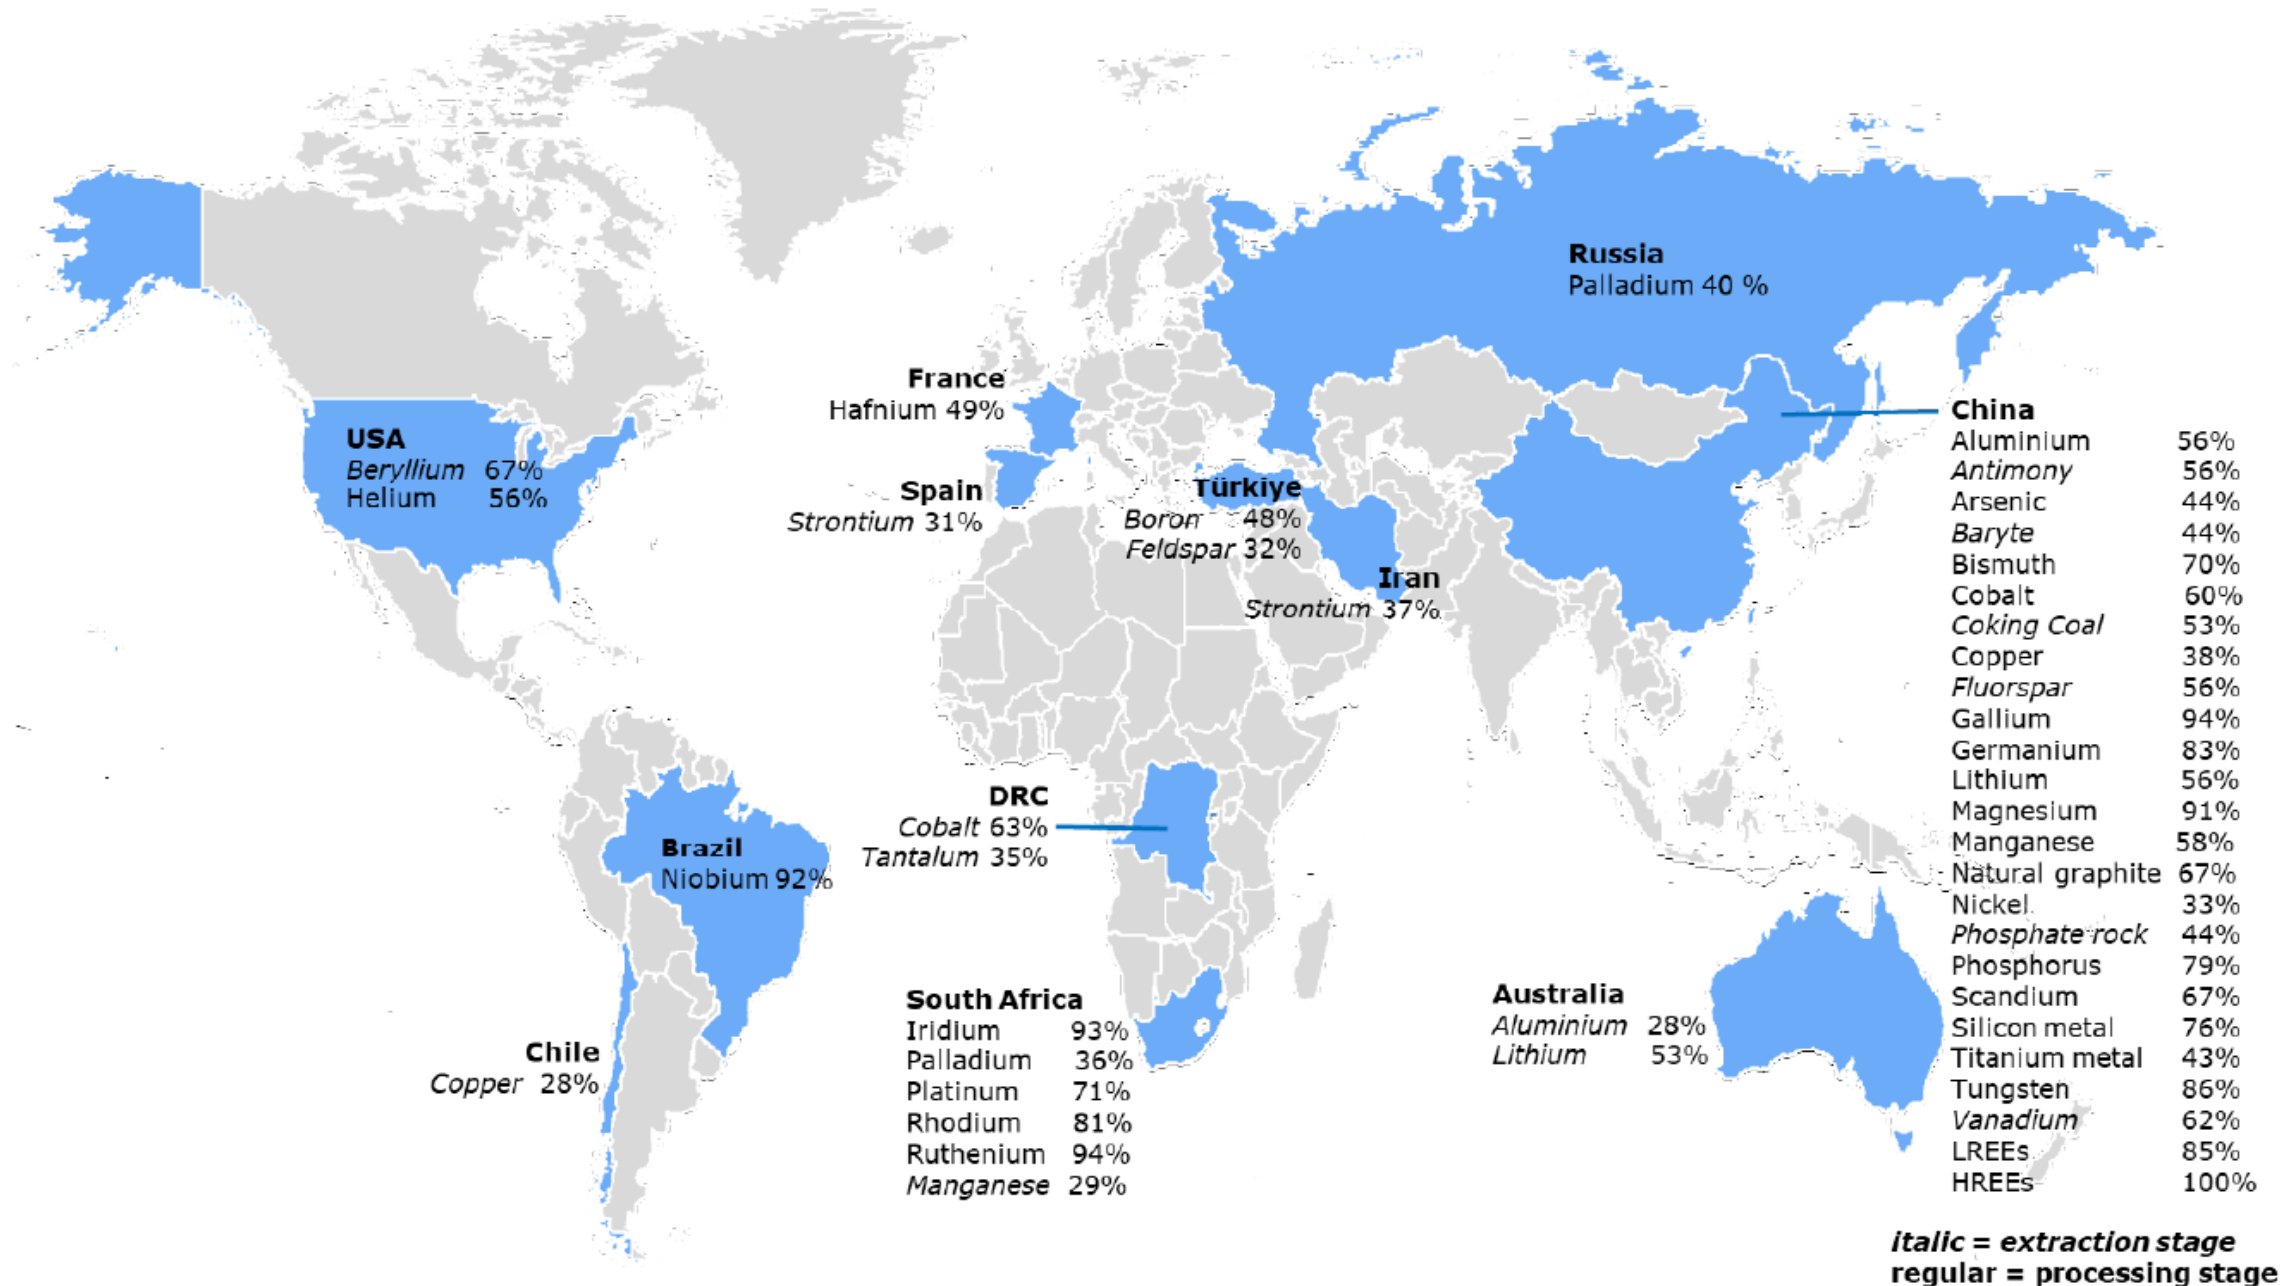 Russia
Palladium 40 %
France
Hafnium 49%
China
Aluminium 56%
Antimony 56%
Arsenic 44%
Baryte 44%
Bismuth 70%
Cobalt 60%
Coking Coal 53%
Copper 38%
Fluorspar 56%
Gallium 94%
Germanium 83%
Lithium 56%
Magnesium 91%
Manganese 58%
Natural graphite 67%
Nickel 33%
Phosphate rock 44%
Phosphorus 79%
Scandium 67%
Silicon metal 76%
Titanium metal 43%
Tungsten 86%
Vanadium 62%
LREEs 85%
HREEs 100%
USA
Beryllium 67%
Helium 56%
Spain
Strontium 31%
Türkiye
Boron 48%
Feldspar 32%
Iran
Strontium 37%
DRC
Cobalt 63%
Tantalum 35%
Brazil
Niobium 92%
South Africa
Iridium 93%
Palladium 36%
Platinum 71%
Rhodium 81%
Ruthenium 94%
Manganese 29%
Australia
Aluminium 28%
Lithium 53%
Chile
Copper 28%
italic = extraction stage
regular = processing stage